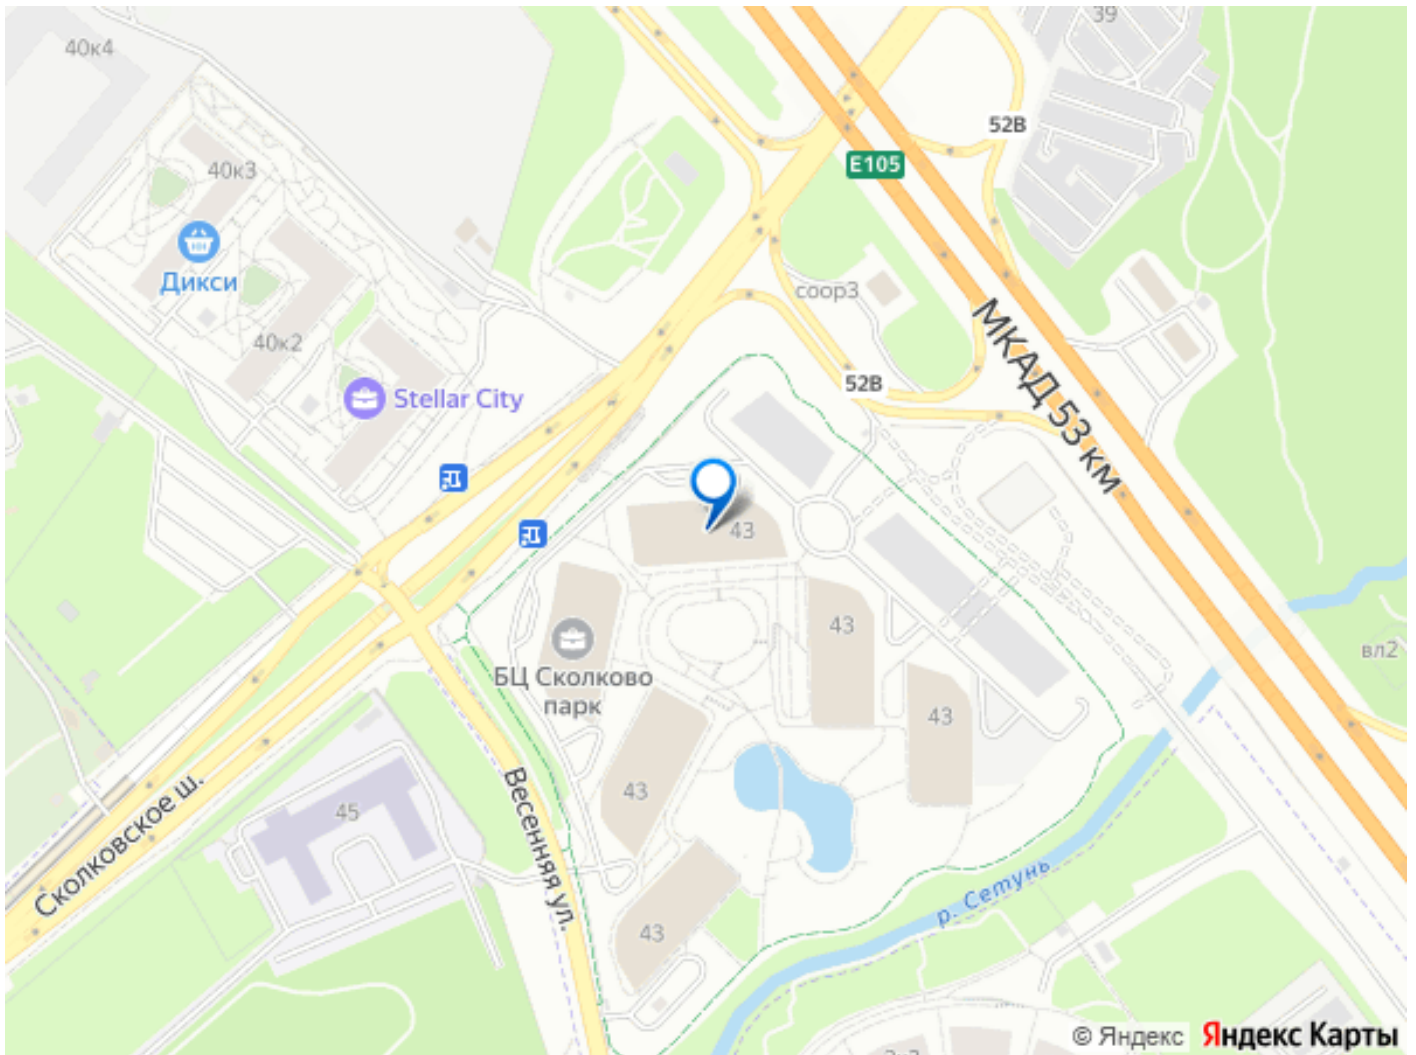 39
40к4
52В
E105
40к3
Дикси
соор3
МКАД 53 км
40к2
52В
Stellar City
43
43
вл2
БЦ Сколково
парк
43
43
45
Сколковское ш.
Весенняя ул.
р. Сетунь
43
© Яндекс
Яндекс Карты